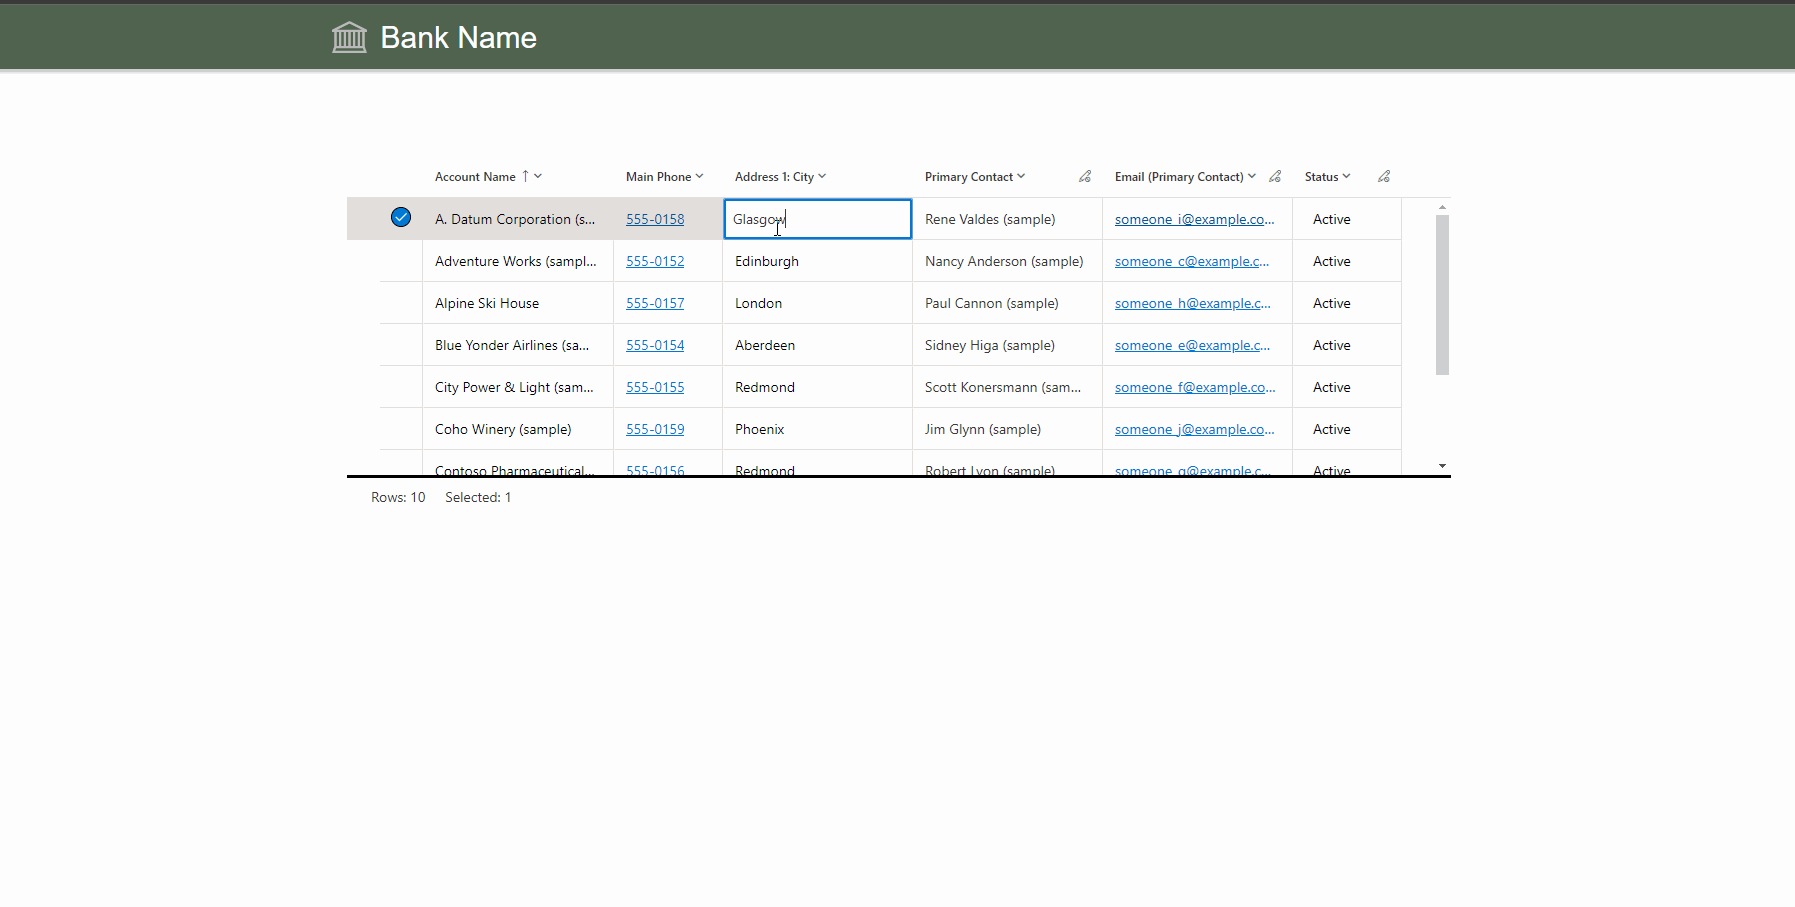 Bank Name
Account Name Main Phone Address 1: City Primary Contact Email (Primary Contact) Status
A. Datum Corporation (s... 555-0158 Glasgow Rene Valdes (sample) someone_i@example.co... Active
Adventure Works (sampl... 555-0152 Edinburgh Nancy Anderson (sample) someone_c@example.c... Active
Alpine Ski House 555-0157 London Paul Cannon (sample) someone_h@example.c... Active
Blue Yonder Airlines (sa... 555-0154 Aberdeen Sidney Higa (sample) someone_e@example.c... Active
City Power & Light (sam... 555-0155 Redmond Scott Konersmann (sam... someone_f@example.co... Active
Coho Winery (sample) 555-0159 Phoenix Jim Glynn (sample) someone_j@example.co... Active
Contoso Pharmaceutical... 555-0156 Redmond Robert Lyon (sample) someone_g@example.c... Active
Rows: 10 Selected: 1